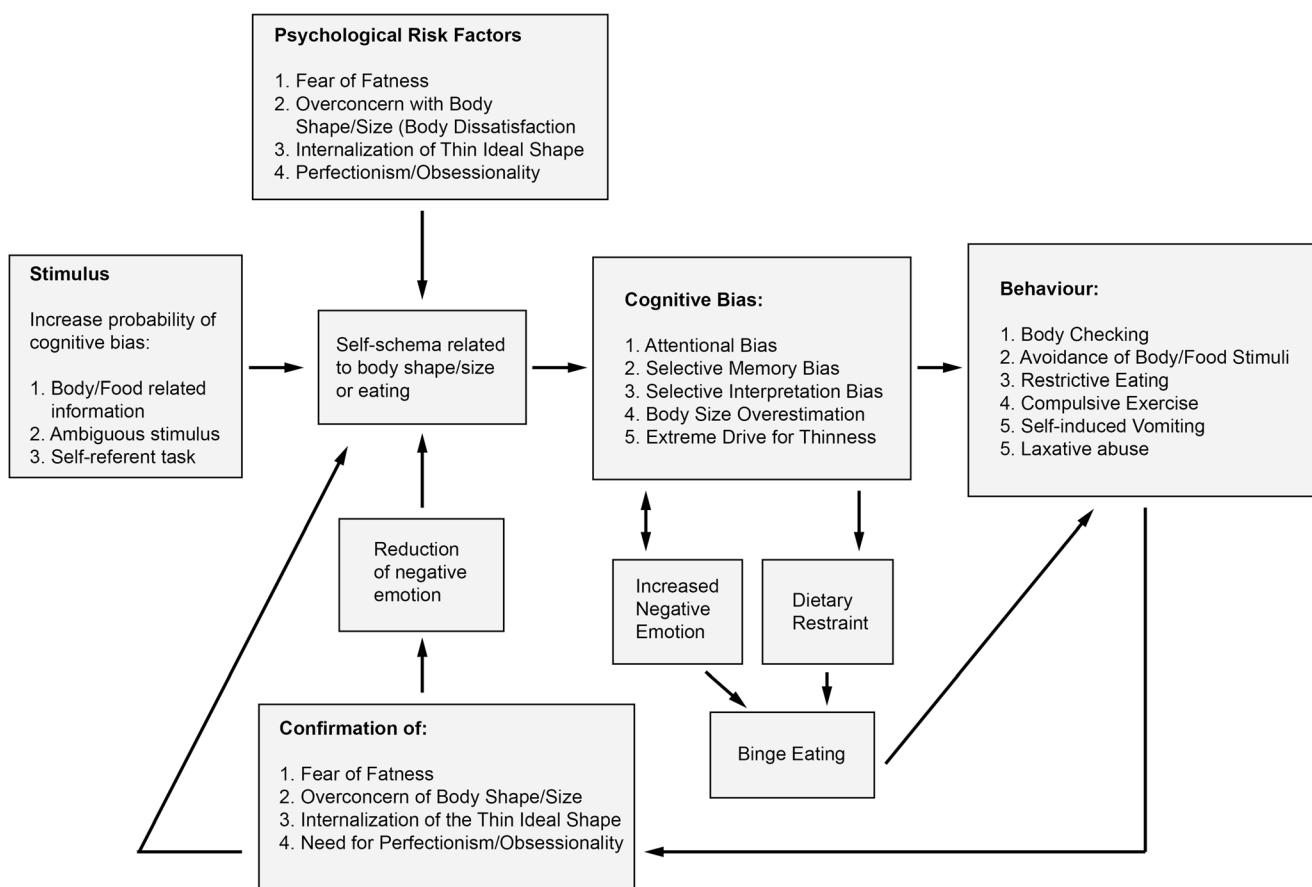 Psychological Risk Factors
1. Fear of Fatness
2. Overconcern with Body
Shape/Size (Body Dissatisfaction
3. Internalization of Thin Ideal Shape
4. Perfectionism/Obsessionality
Stimulus
Increase probability of
cognitive bias:
1. Body/Food related
information
2. Ambiguous stimulus
3. Self-referent task
Self-schema related
to body shape/size
or eating
Cognitive Bias:
1. Attentional Bias
2. Selective Memory Bias
3. Selective Interpretation Bias
4. Body Size Overestimation
5. Extreme Drive for Thinness
Behaviour:
1. Body Checking
2. Avoidance of Body/Food Stimuli
3. Restrictive Eating
4. Compulsive Exercise
5. Self-induced Vomiting
5. Laxative abuse
Reduction
of negative
emotion
Increased
Negative
Emotion
Dietary
Restraint
Binge Eating
Confirmation of:
1. Fear of Fatness
2. Overconcern of Body Shape/Size
3. Internalization of the Thin Ideal Shape
4. Need for Perfectionism/Obsessionality